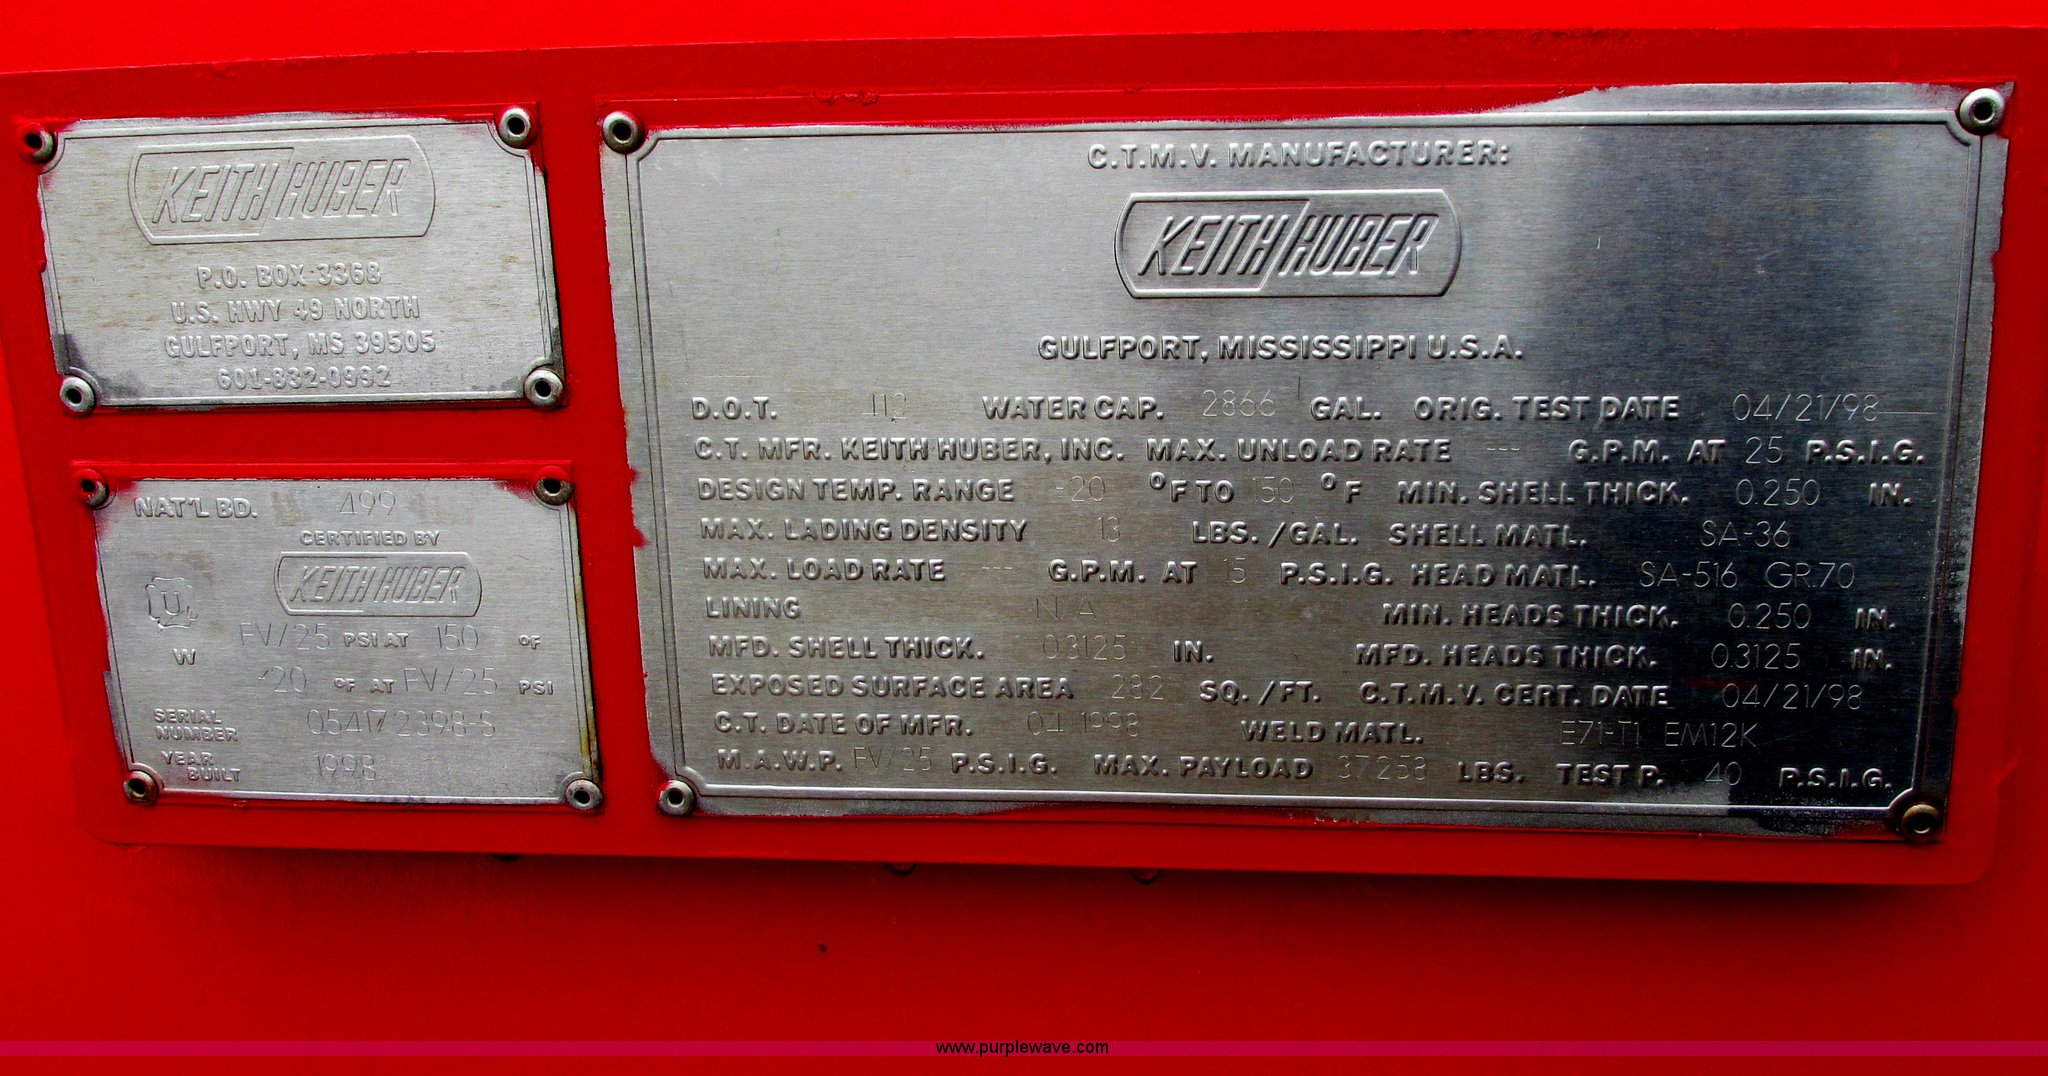 KEITH HUBER
P.O. BOX 3368
U.S. HWY 49 NORTH
GULFPORT, MS 39505
601-832-0992
NAT'L BD. 499
CERTIFIED BY
KEITH HUBER
U
W
FV/25 PSI AT 150 °F
-20 °F AT FV/25 PSI
SERIAL NUMBER 054172398-S
YEAR BUILT 1998
C.T.M.V. MANUFACTURER:
KEITH HUBER
GULFPORT, MISSISSIPPI U.S.A.
D.O.T. 412 WATER CAP. 2866 GAL. ORIG. TEST DATE 04/21/98
C.T. MFR. KEITH HUBER, INC. MAX. UNLOAD RATE --- G.P.M. AT 25 P.S.I.G.
DESIGN TEMP. RANGE -20 °F TO 150 °F MIN. SHELL THICK. 0.250 IN.
MAX. LADING DENSITY 13 LBS./GAL. SHELL MATL. SA-36
MAX. LOAD RATE --- G.P.M. AT 15 P.S.I.G. HEAD MATL. SA-516 GR.70
LINING N/A MIN. HEADS THICK. 0.250 IN.
MFD. SHELL THICK. 0.3125 IN. MFD. HEADS THICK. 0.3125 IN.
EXPOSED SURFACE AREA 282 SQ./FT. C.T.M.V. CERT. DATE 04/21/98
C.T. DATE OF MFR. 04/1998 WELD MATL. E71-T1 EM12K
M.A.W.P. FV/25 P.S.I.G. MAX. PAYLOAD 37258 LBS. TEST P. 40 P.S.I.G.
www.purplewave.com